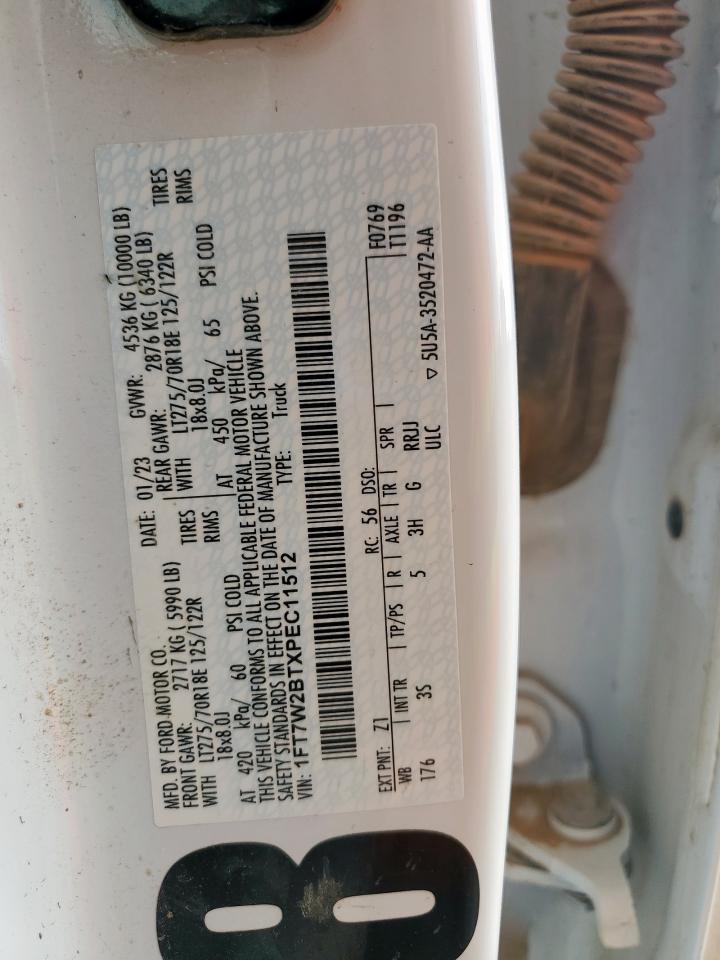 MFD. BY FORD MOTOR CO.
DATE: 01/23 GVWR: 4536 KG (10000 LB)
FRONT GAWR: 2717 KG ( 5990 LB) REAR GAWR: 2876 KG ( 6340 LB)
WITH LT275/70R18E 125/122R TIRES WITH LT275/70R18E 125/122R TIRES
18x8.0J RIMS 18x8.0J RIMS
AT 420 kPa/ 60 PSI COLD AT 450 kPa/ 65 PSI COLD
THIS VEHICLE CONFORMS TO ALL APPLICABLE FEDERAL MOTOR VEHICLE
SAFETY STANDARDS IN EFFECT ON THE DATE OF MANUFACTURE SHOWN ABOVE.
VIN: 1FT7W2BTXPEC11512 TYPE: Truck
EXT PNT: Z1 RC: 56 DSO: F0769
WB INT TR TP/PS R AXLE TR SPR T1196
176 3S 5 3H G RRJJ
ULC
▽ 5U5A-3520472-AA
8